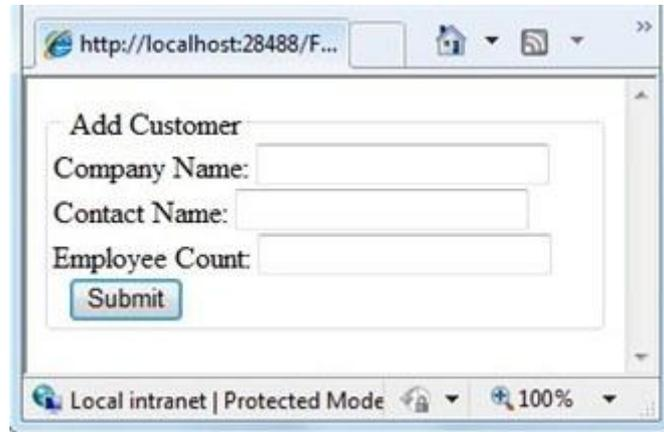 http://localhost:28488/F...
Add Customer
Company Name:
Contact Name:
Employee Count:
Submit
Local intranet | Protected Mode
100%